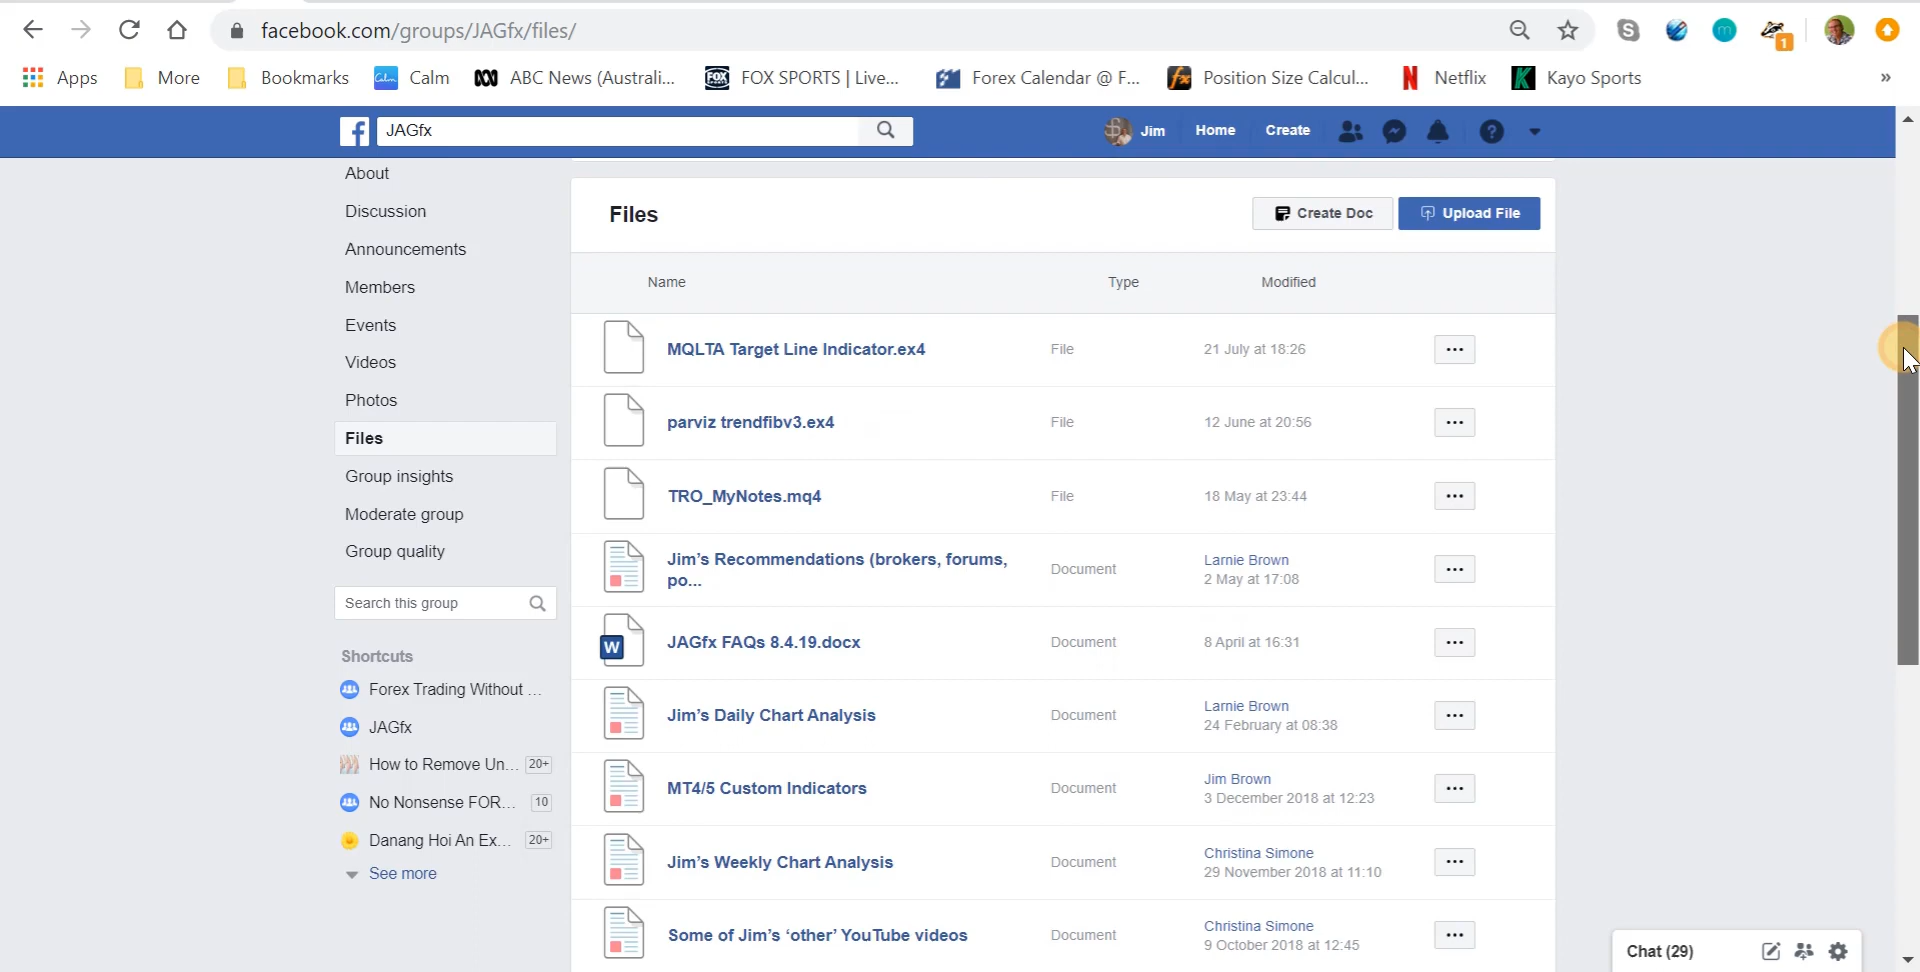 facebook.com/groups/JAGfx/files/
1
Apps More Bookmarks Calm ABC News (Australi... FOX SPORTS | Live... Forex Calendar @ F... Position Size Calcul... Netflix Kayo Sports »
JAGfx Jim Home Create
About
Discussion
Announcements
Members
Events
Videos
Photos
Files
Group insights
Moderate group
Group quality
Search this group
Shortcuts
Forex Trading Without ...
JAGfx
How to Remove Un... 20+
No Nonsense FOR... 10
Danang Hoi An Ex... 20+
See more
Files Create Doc Upload File
Name Type Modified
MQLTA Target Line Indicator.ex4 File 21 July at 18:26
parviz trendfibv3.ex4 File 12 June at 20:56
TRO_MyNotes.mq4 File 18 May at 23:44
Jim's Recommendations (brokers, forums,
po... Document Larnie Brown
2 May at 17:08
W JAGfx FAQs 8.4.19.docx Document 8 April at 16:31
Jim's Daily Chart Analysis Document Larnie Brown
24 February at 08:38
MT4/5 Custom Indicators Document Jim Brown
3 December 2018 at 12:23
Jim's Weekly Chart Analysis Document Christina Simone
29 November 2018 at 11:10
Some of Jim's ‘other’ YouTube videos Document Christina Simone
9 October 2018 at 12:45
Chat (29)